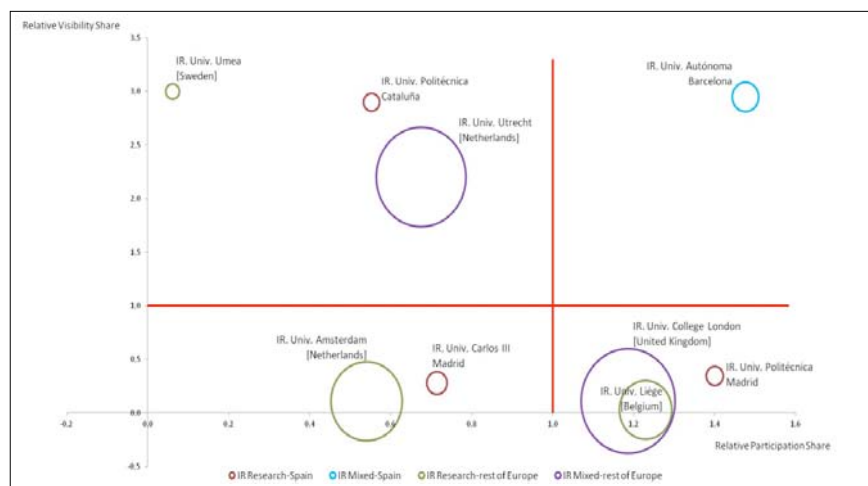 Relative Visibility Share
3.5
IR. Univ. Umea
[Sweden]
IR. Univ. Politécnica
Cataluña
IR. Univ. Autónoma
Barcelona
3.0
IR. Univ. Utrecht
[Netherlands]
2.5
2.0
1.5
1.0
IR. Univ. Amsterdam
[Netherlands]
IR. Univ. Carlos III
Madrid
IR. Univ. College London
[United Kingdom]
IR. Univ. Politécnica
Madrid
IR. Univ. Liège
[Belgium]
0.5
0.0
-0.2 0.0 0.2 0.4 0.6 0.8 1.0 1.2 1.4 1.6
Relative Participation Share
-0.5
IR Research-Spain IR Mixed-Spain IR Research-rest of Europe IR Mixed-rest of Europe